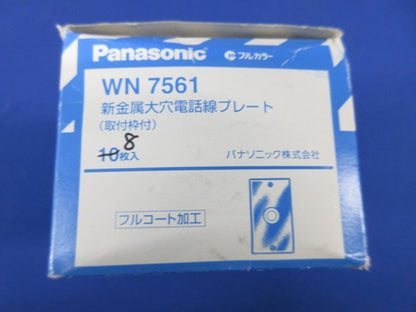 Panasonic フルカラー
WN 7561
新金属大穴電話線プレート
(取付枠付)
8
10枚入 パナソニック株式会社
フルコート加工